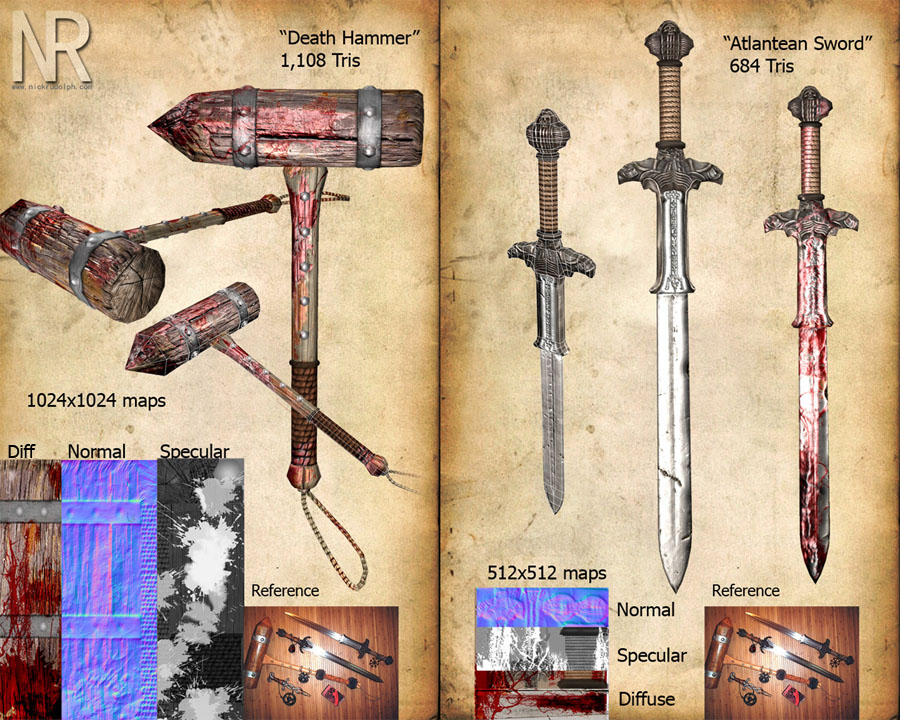 NR
www.nickrudolph.com
“Death Hammer”
1,108 Tris
1024x1024 maps
Diff
Normal
Specular
Reference
“Atlantean Sword”
684 Tris
512x512 maps
Normal
Specular
Diffuse
Reference